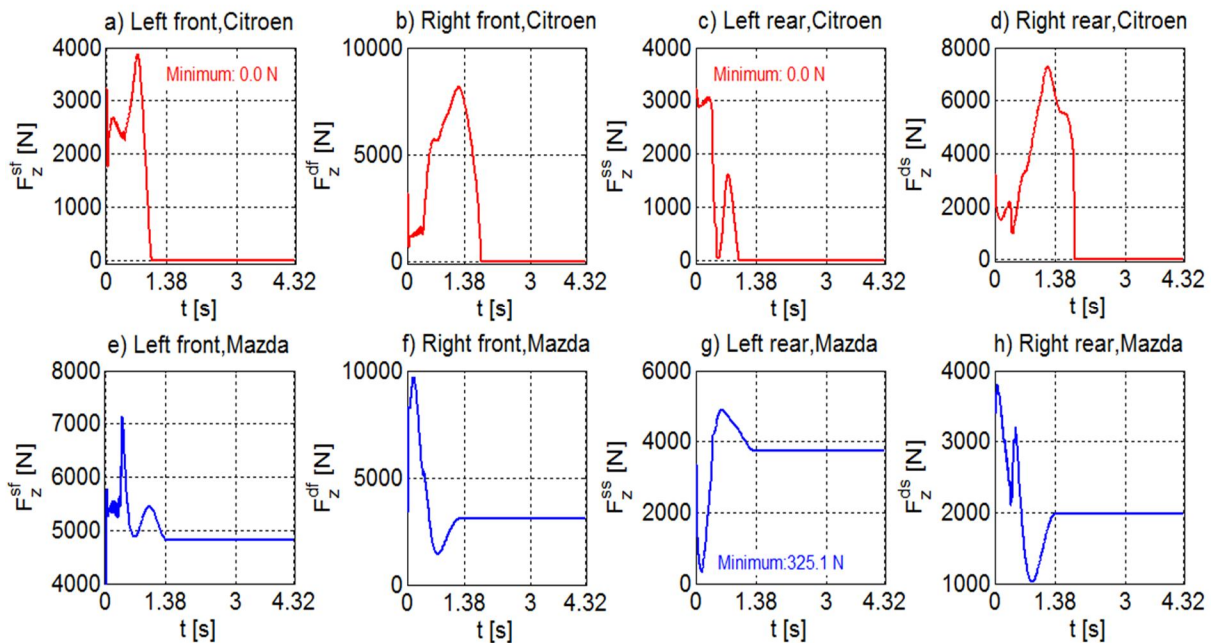 a) Left front,Citroen
4000
3000
2000
1000
0
F_z^sf [N]
Minimum: 0.0 N
0 1.38 3 4.32
t [s]
b) Right front,Citroen
10000
5000
0
F_z^df [N]
0 1.38 3 4.32
t [s]
c) Left rear,Citroen
4000
3000
2000
1000
0
F_z^ss [N]
Minimum: 0.0 N
0 1.38 3 4.32
t [s]
d) Right rear,Citroen
8000
6000
4000
2000
0
F_z^ds [N]
0 1.38 3 4.32
t [s]
e) Left front,Mazda
8000
7000
6000
5000
4000
F_z^sf [N]
0 1.38 3 4.32
t [s]
f) Right front,Mazda
10000
5000
0
F_z^df [N]
0 1.38 3 4.32
t [s]
g) Left rear,Mazda
6000
4000
2000
0
F_z^ss [N]
Minimum:325.1 N
0 1.38 3 4.32
t [s]
h) Right rear,Mazda
4000
3000
2000
1000
F_z^ds [N]
0 1.38 3 4.32
t [s]